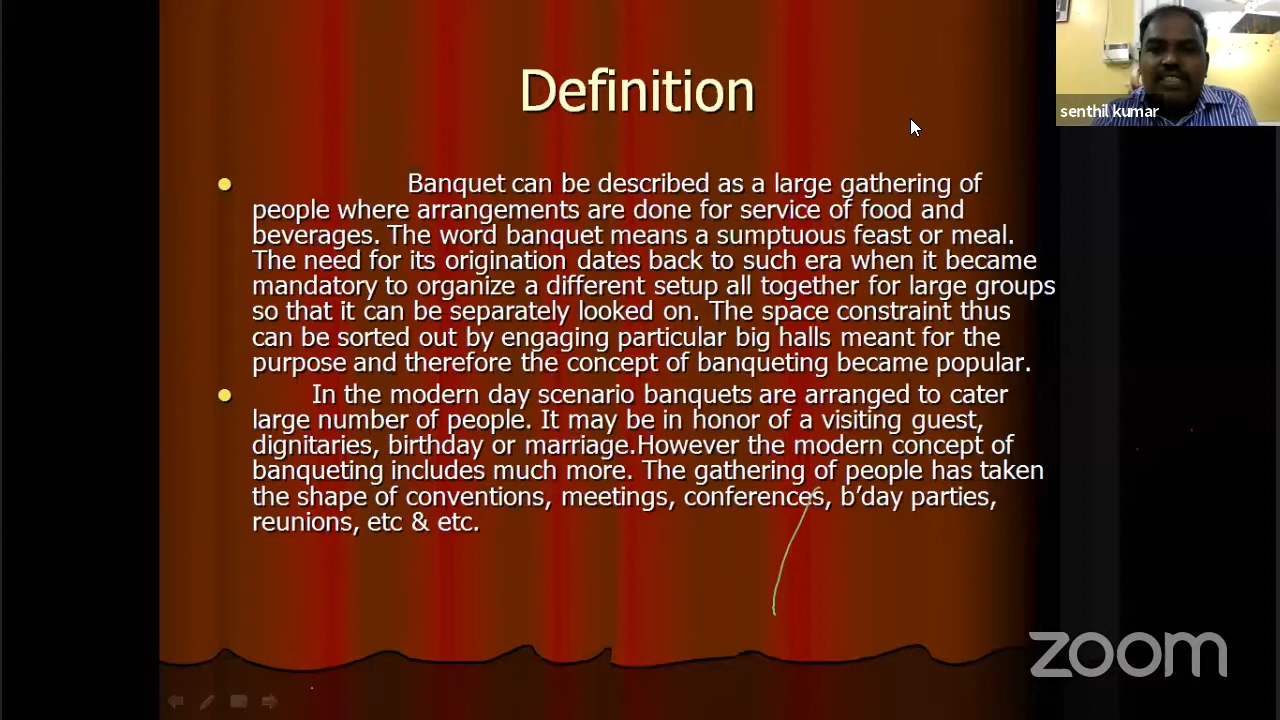 Definition
senthil kumar
Banquet can be described as a large gathering of
people where arrangements are done for service of food and
beverages. The word banquet means a sumptuous feast or meal.
The need for its origination dates back to such era when it became
mandatory to organize a different setup all together for large groups
so that it can be separately looked on. The space constraint thus
can be sorted out by engaging particular big halls meant for the
purpose and therefore the concept of banqueting became popular.
In the modern day scenario banquets are arranged to cater
large number of people. It may be in honor of a visiting guest,
dignitaries, birthday or marriage.However the modern concept of
banqueting includes much more. The gathering of people has taken
the shape of conventions, meetings, conferences, b’day parties,
reunions, etc & etc.
zoom